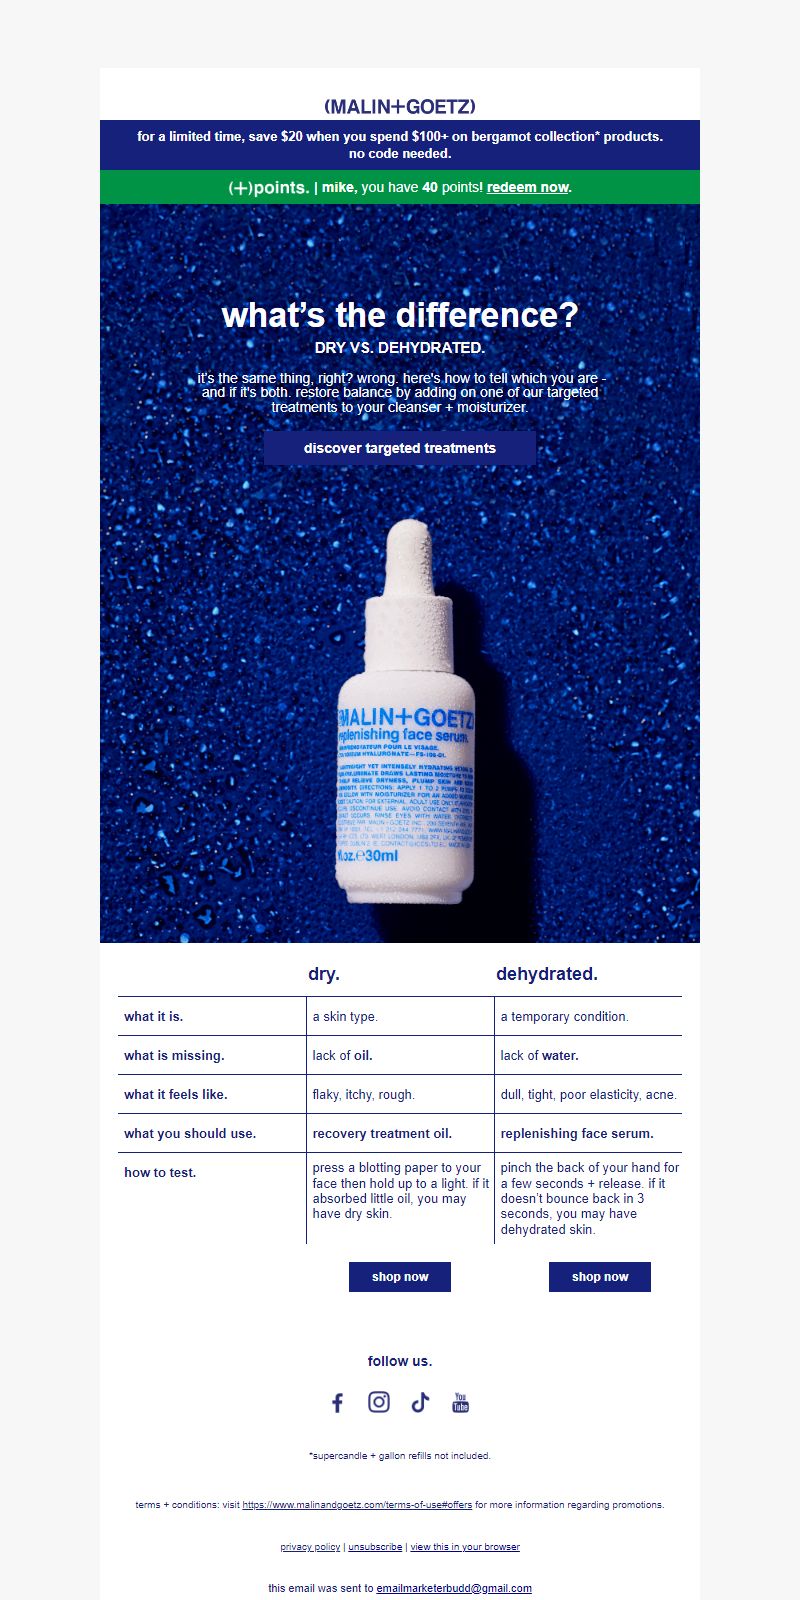 (MALIN+GOETZ)
for a limited time, save $20 when you spend $100+ on bergamot collection* products.
no code needed.
(+)points. | mike, you have 40 points! redeem now.
what’s the difference?
DRY VS. DEHYDRATED.
it's the same thing, right? wrong. here's how to tell which you are -
and if it's both. restore balance by adding on one of our targeted
treatments to your cleanser + moisturizer.
discover targeted treatments
MALIN+GOETZ
replenishing face serum.
oz.℮30ml
dry. dehydrated.
what it is. a skin type. a temporary condition.
what is missing. lack of oil. lack of water.
what it feels like. flaky, itchy, rough. dull, tight, poor elasticity, acne.
what you should use. recovery treatment oil. replenishing face serum.
how to test.
press a blotting paper to your
face then hold up to a light. if it
absorbed little oil, you may
have dry skin.
pinch the back of your hand for
a few seconds + release. if it
doesn’t bounce back in 3
seconds, you may have
dehydrated skin.
shop now shop now
follow us.
You
Tube
*supercandle + gallon refills not included.
terms + conditions: visit https://www.malinandgoetz.com/terms-of-use#offers for more information regarding promotions.
privacy policy | unsubscribe | view this in your browser
this email was sent to emailmarketerbudd@gmail.com